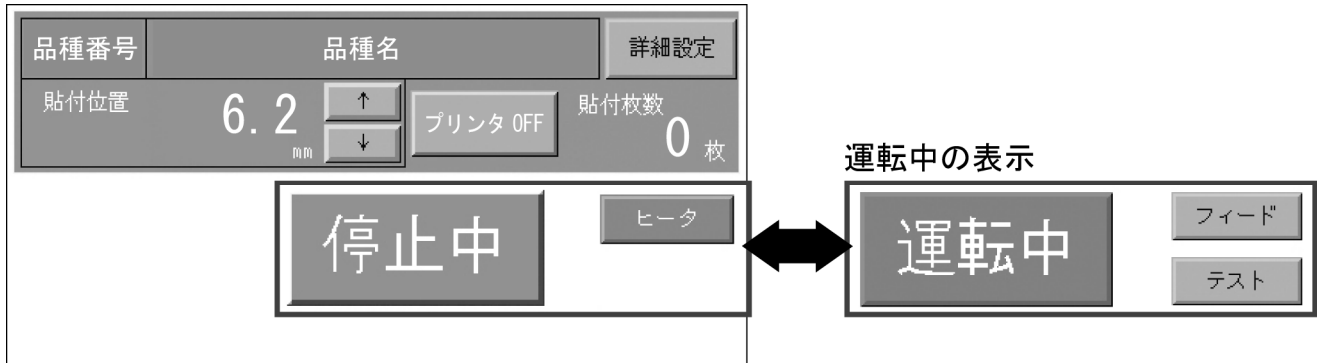 品種番号
品種名
詳細設定
貼付位置
6.2
mm
↑
↓
プリンタ OFF
貼付枚数
0 枚
停止中
ヒータ
運転中の表示
運転中
フィード
テスト